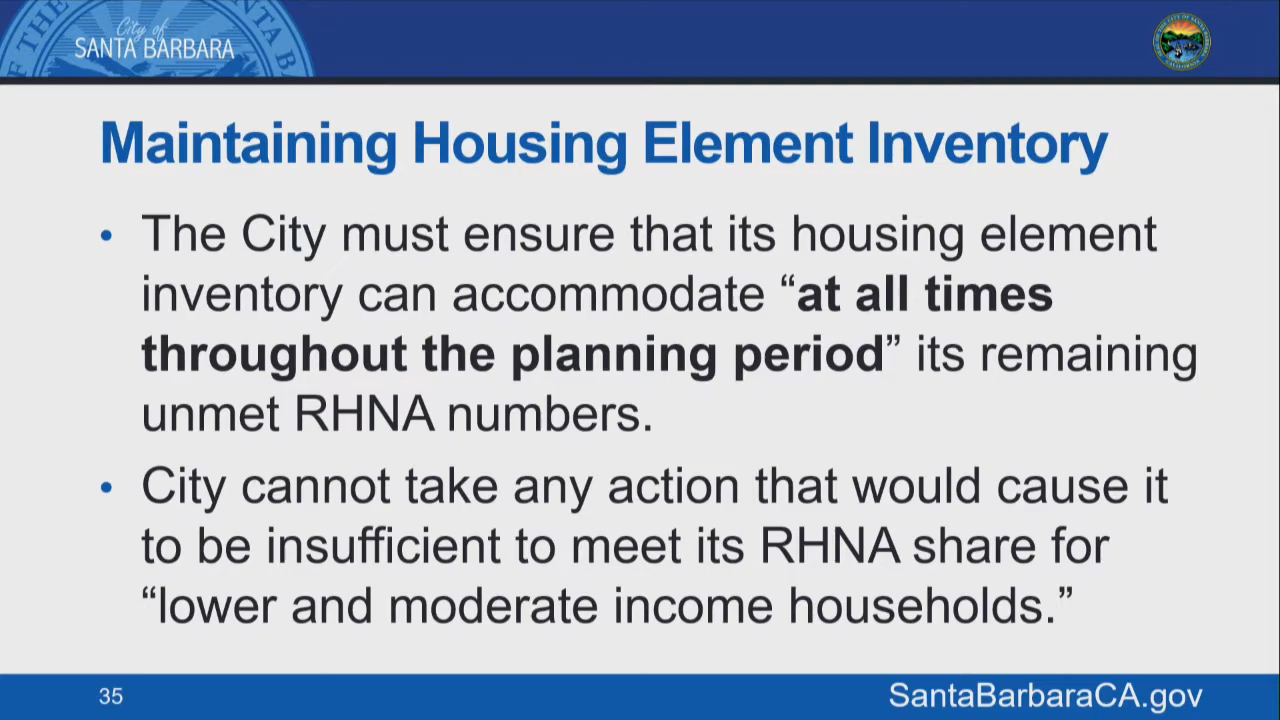 City of
SANTA BARBARA
Maintaining Housing Element Inventory
• The City must ensure that its housing element
inventory can accommodate “at all times
throughout the planning period” its remaining
unmet RHNA numbers.
• City cannot take any action that would cause it
to be insufficient to meet its RHNA share for
“lower and moderate income households.”
35
SantaBarbaraCA.gov